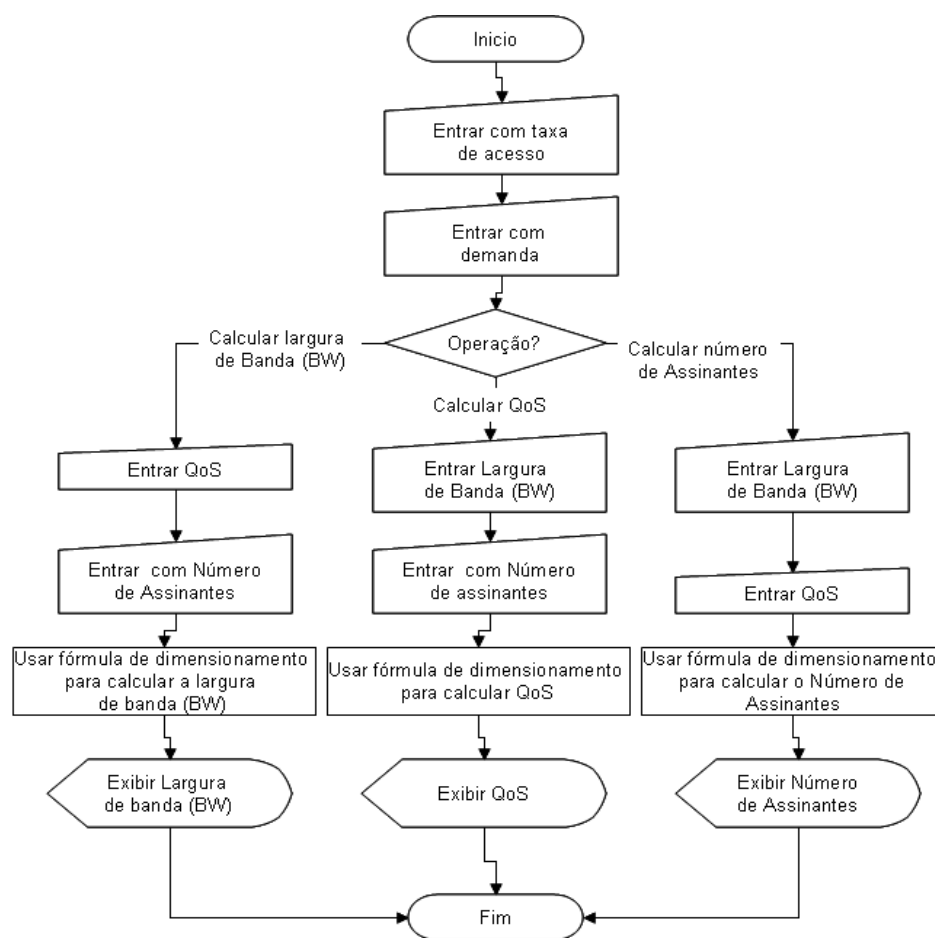 Inicio
Entrar com taxa
de acesso
Entrar com
demanda
Operação?
Calcular largura
de Banda (BW)
Calcular QoS
Calcular número
de Assinantes
Entrar QoS
Entrar Largura
de Banda (BW)
Entrar Largura
de Banda (BW)
Entrar com Número
de Assinantes
Entrar com Número
de assinantes
Entrar QoS
Usar fórmula de dimensionamento
para calcular a largura
de banda (BW)
Usar fórmula de dimensionamento
para calcular QoS
Usar fórmula de dimensionamento
para calcular o Número de
Assinantes
Exibir Largura
de banda (BW)
Exibir QoS
Exibir Número
de Assinantes
Fim